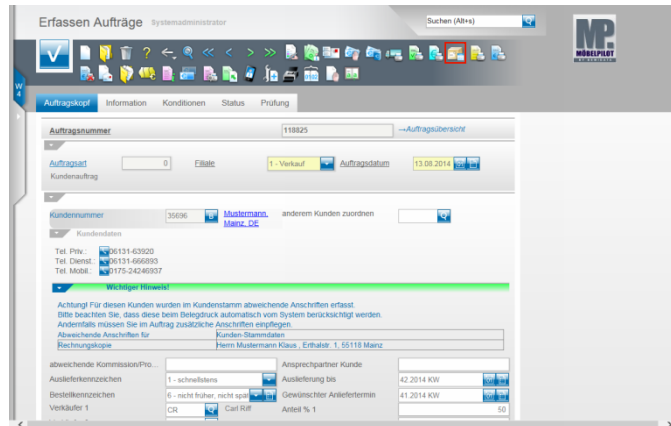 Erfassen Aufträge Systemadministrator
Suchen (Alt+s)
MP
MÖBELPILOT
W
4
Auftragskopf Information Konditionen Status Prüfung
Auftragsnummer 118825 →Auftragsübersicht
Auftragsart 0 Filiale 1 - Verkauf Auftragsdatum 13.08.2014
Kundenauftrag
Kundennummer 35696 Mustermann, anderem Kunden zuordnen
Mainz, DE
Kundendaten
Tel. Priv.: 06131-63920
Tel. Dienst.: 06131-666893
Tel. Mobil.: 0175-24246937
Wichtiger Hinweis!
Achtung! Für diesen Kunden wurden im Kundenstamm abweichende Anschriften erfasst.
Bitte beachten Sie, dass diese beim Belegdruck automatisch vom System berücksichtigt werden.
Andernfalls müssen Sie im Auftrag zusätzliche Anschriften einpflegen.
Abweichende Anschriften für Kunden-Stammdaten
Rechnungskopie Herrn Mustermann Klaus , Erthalstr. 1, 55118 Mainz
abweichende Kommission/Pro... Ansprechpartner Kunde
Auslieferkennzeichen 1 - schnellstens Auslieferung bis 42.2014 KW
Bestellkennzeichen 6 - nicht früher, nicht spät Gewünschter Anliefertermin 41.2014 KW
Verkäufer 1 CR Carl Riff Anteil % 1 50